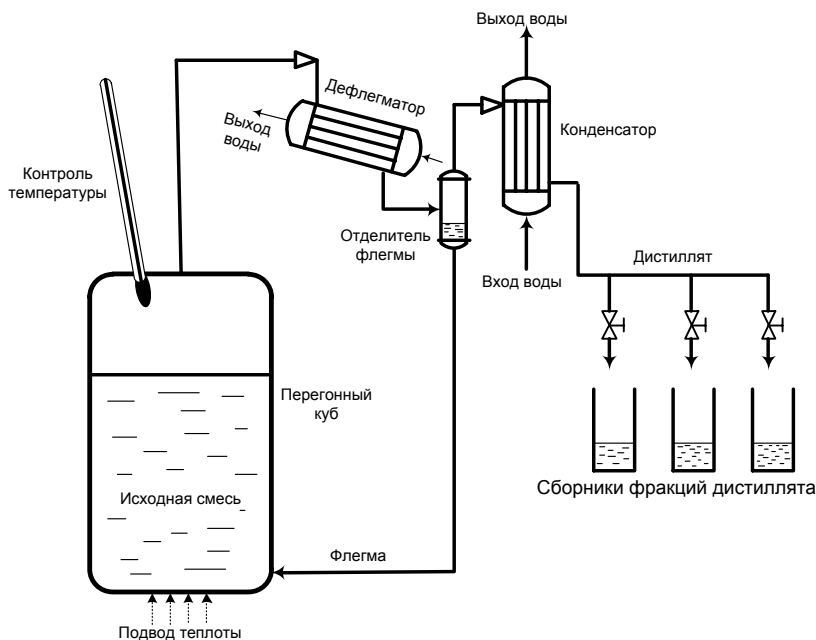 Выход воды
Дефлегматор
Выход
воды
Конденсатор
Контроль
температуры
Отделитель
флегмы
Вход воды
Дистиллят
Перегонный
куб
Исходная смесь
Сборники фракций дистиллята
Флегма
Подвод теплоты